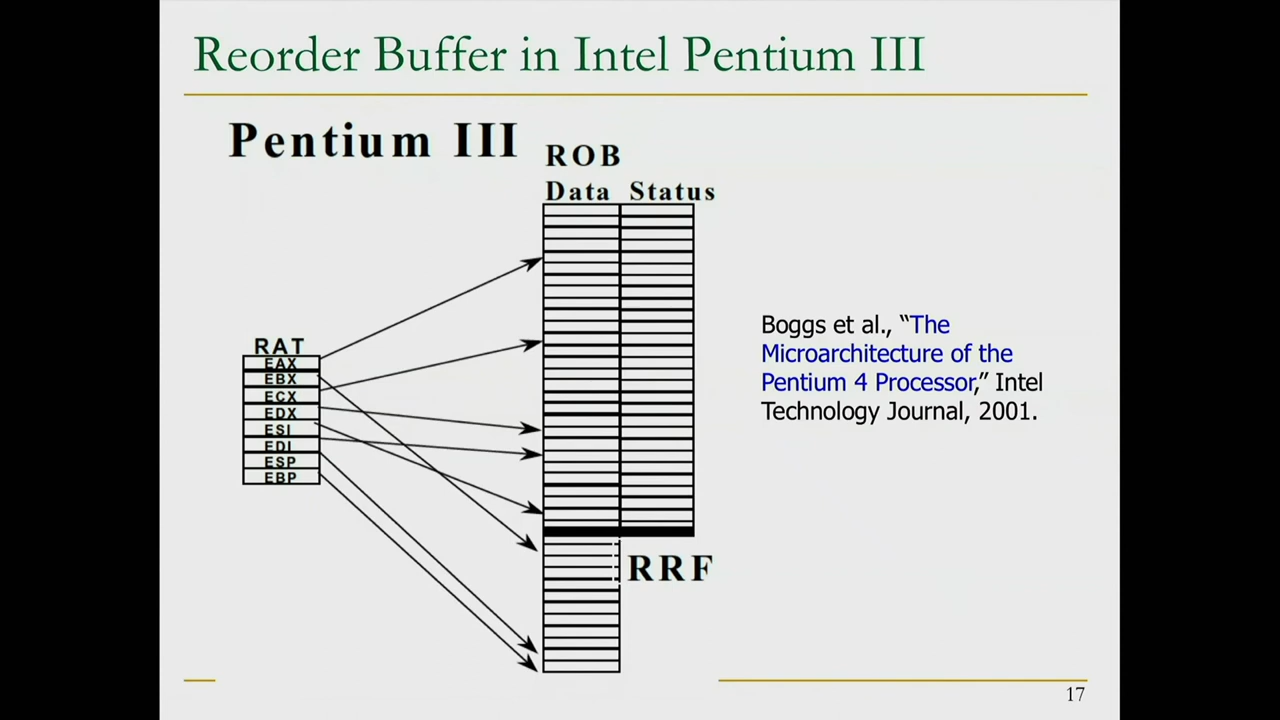 Reorder Buffer in Intel Pentium III
Pentium III
ROB
Data Status
RAT
EAX
EBX
ECX
EDX
ESI
EDI
ESP
EBP
RRF
Boggs et al., “The
Microarchitecture of the
Pentium 4 Processor,” Intel
Technology Journal, 2001.
17